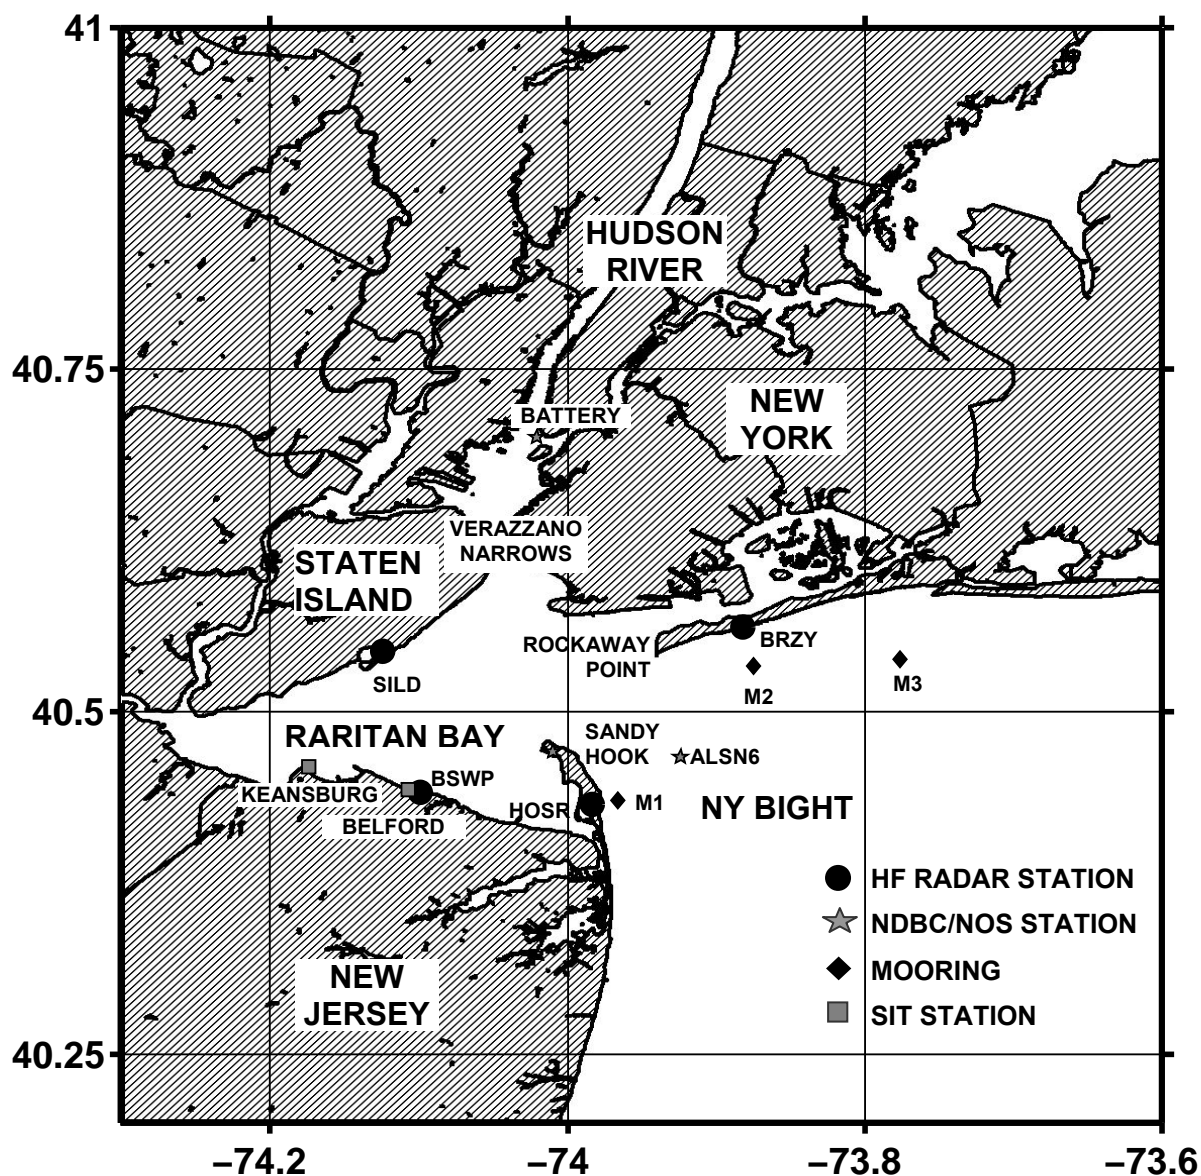 41
HUDSON
RIVER
40.75
NEW
YORK
BATTERY
VERAZZANO
NARROWS
STATEN
ISLAND
ROCKAWAY
POINT
BRZY
SILD
M2
M3
40.5
RARITAN BAY
SANDY
HOOK
ALSN6
BSWP
KEANSBURG
BELFORD
HOSR
M1
NY BIGHT
HF RADAR STATION
NDBC/NOS STATION
MOORING
SIT STATION
NEW
JERSEY
40.25
−74.2
−74
−73.8
−73.6